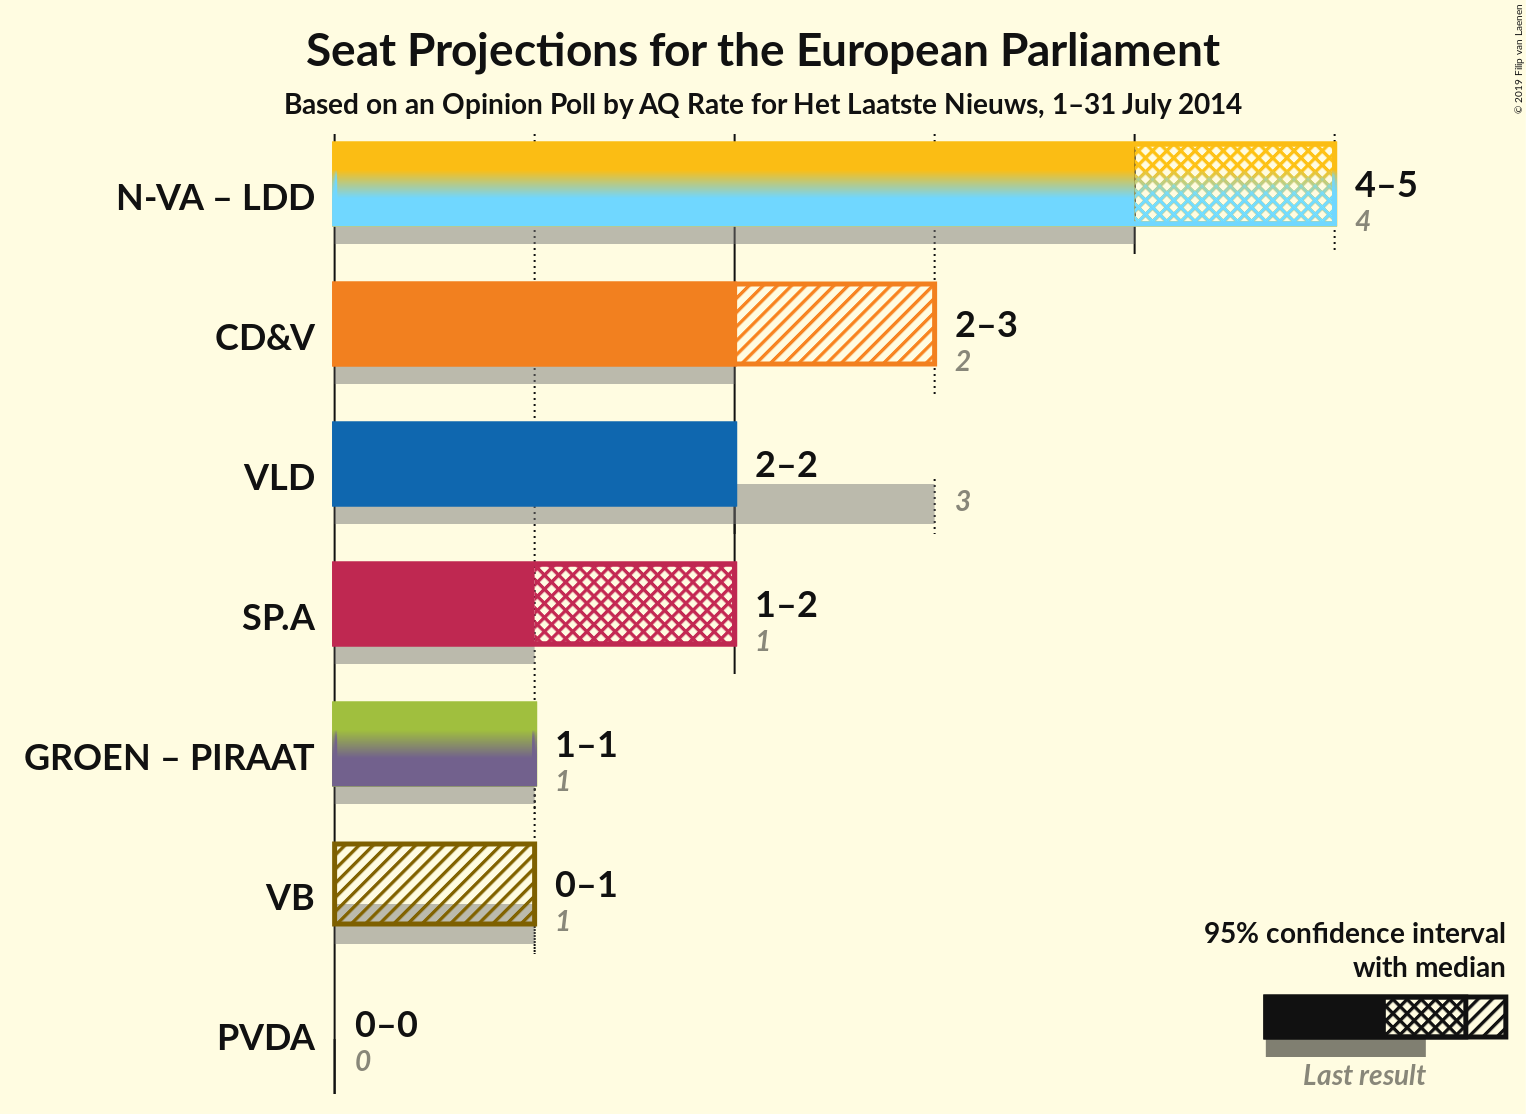 Seat Projections for the European Parliament
Based on an Opinion Poll by AQ Rate for Het Laatste Nieuws, 1–31 July 2014
© 2019 Filip van Laenen
N-VA – LDD
4–5
4
CD&V
2–3
2
VLD
2–2
3
SP.A
1–2
1
GROEN – PIRAAT
1–1
1
VB
0–1
1
PVDA
0–0
0
95% confidence interval
with median
Last result